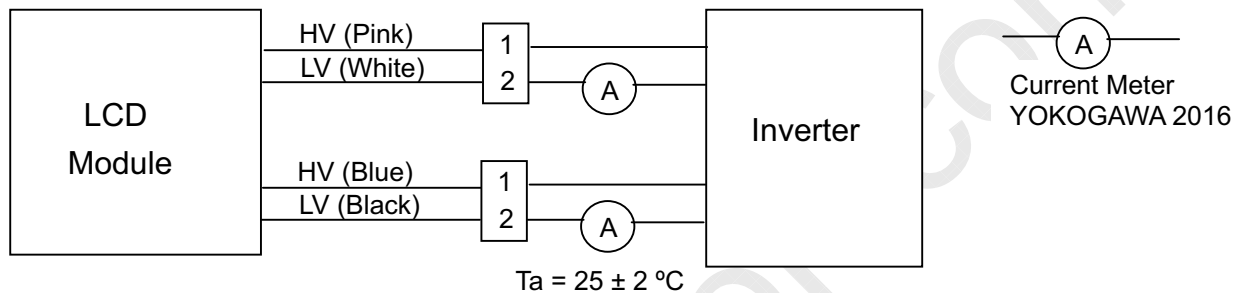 HV (Pink)
LV (White)
1
2
A
LCD
Module
HV (Blue)
LV (Black)
1
2
A
Inverter
A
Current Meter
YOKOGAWA 2016
Ta = 25 ± 2 ºC